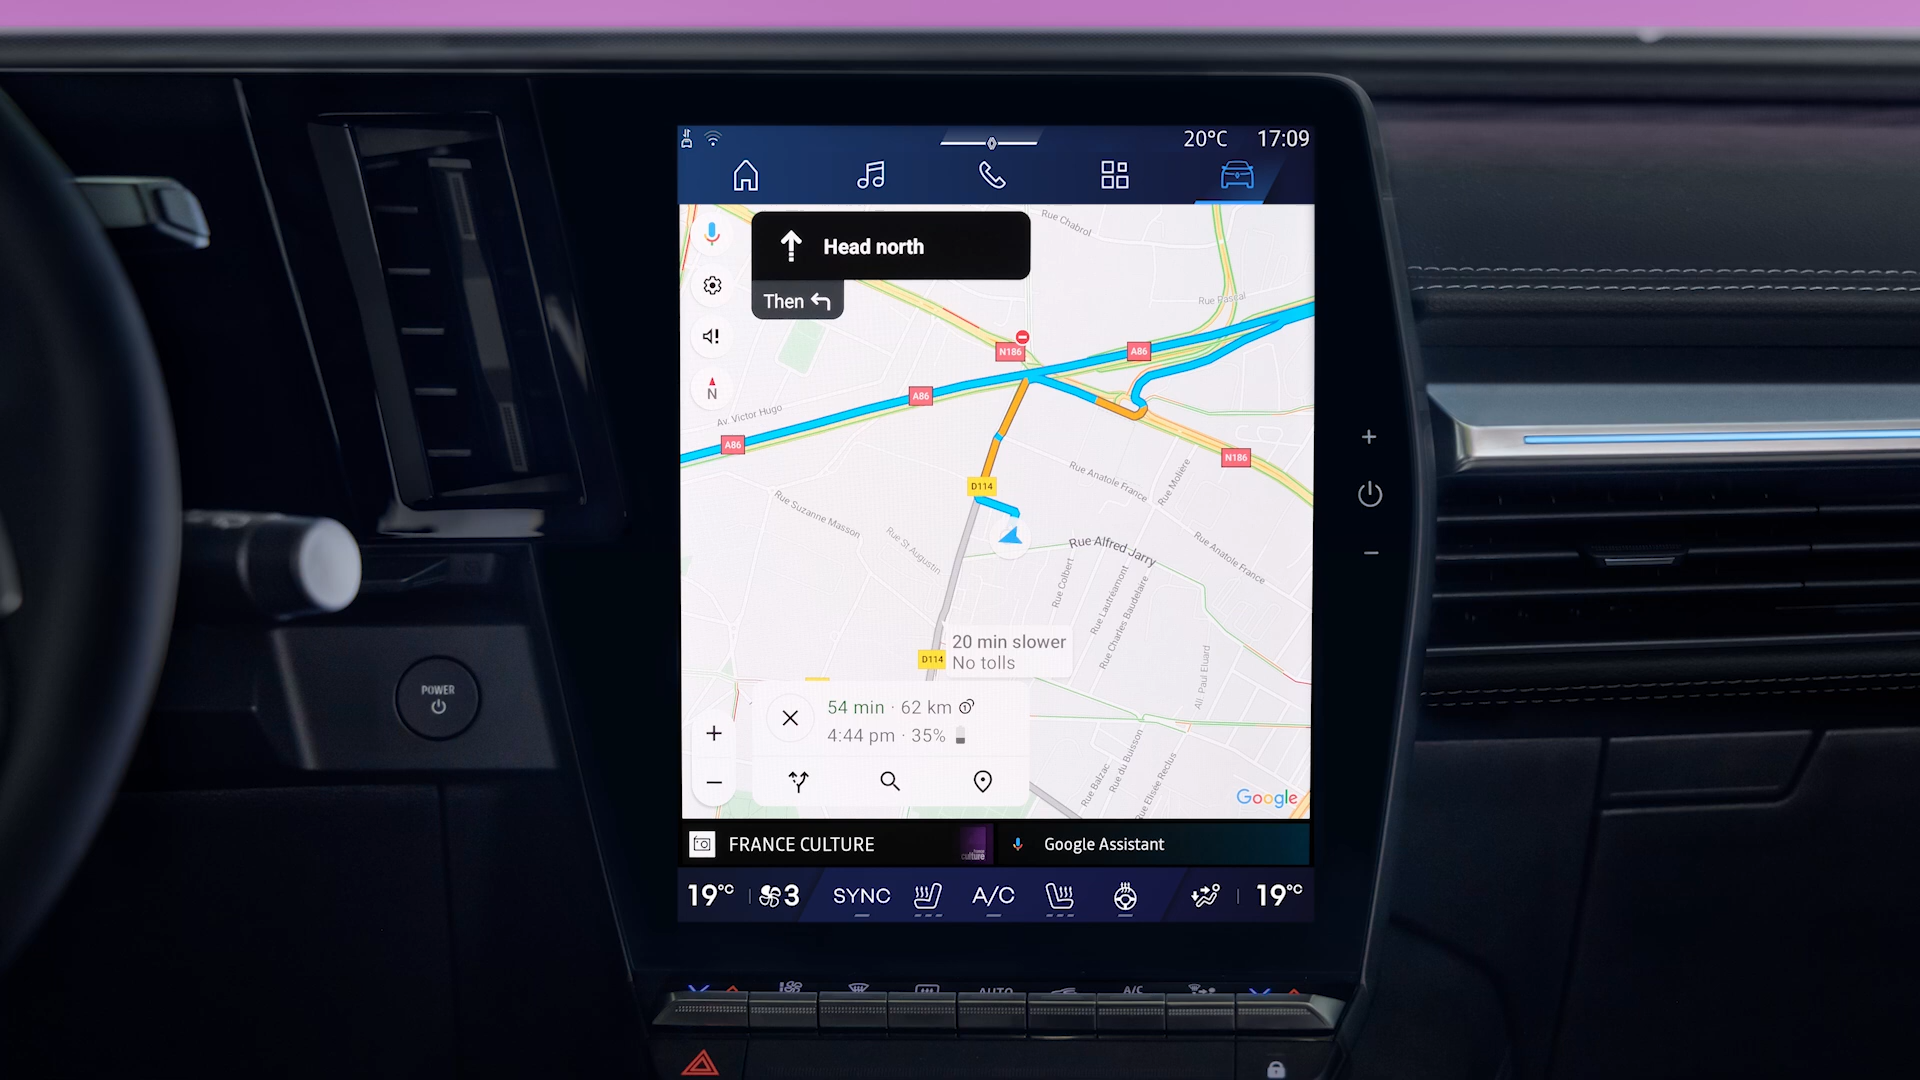 20°C 17:09
Head north
Then
Rue Chabrol
Rue Pascal
N186
A86
A86
Av. Victor Hugo
A86
N
N186
D114
Rue Anatole France
Rue Molière
Rue Suzanne Masson
Rue St Augustin
Rue Alfred Jarry
Rue Anatole France
Rue Colbert
Rue Lautréamont
Rue Charles Baudelaire
20 min slower
No tolls
D114
All. Paul Eluard
54 min · 62 km
4:44 pm · 35%
Rue Balzac
Rue du Buisson
Rue Elisée Reclus
Google
FRANCE CULTURE
culture
Google Assistant
19°C 3 SYNC A/C 19°C
POWER
AUTO
A/C